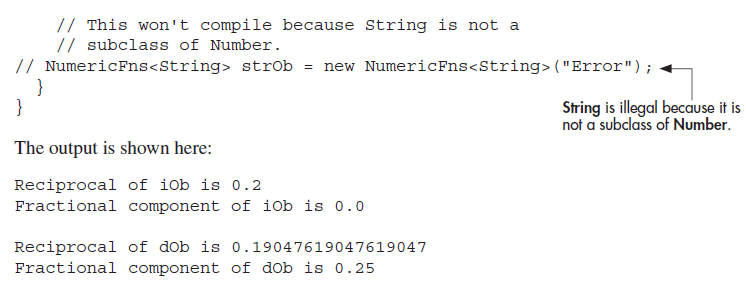 // This won't compile because String is not a
// subclass of Number.
// NumericFns<String> strOb = new NumericFns<String>("Error");
}
}
String is illegal because it is
not a subclass of Number.
The output is shown here:
Reciprocal of iOb is 0.2
Fractional component of iOb is 0.0
Reciprocal of dOb is 0.19047619047619047
Fractional component of dOb is 0.25